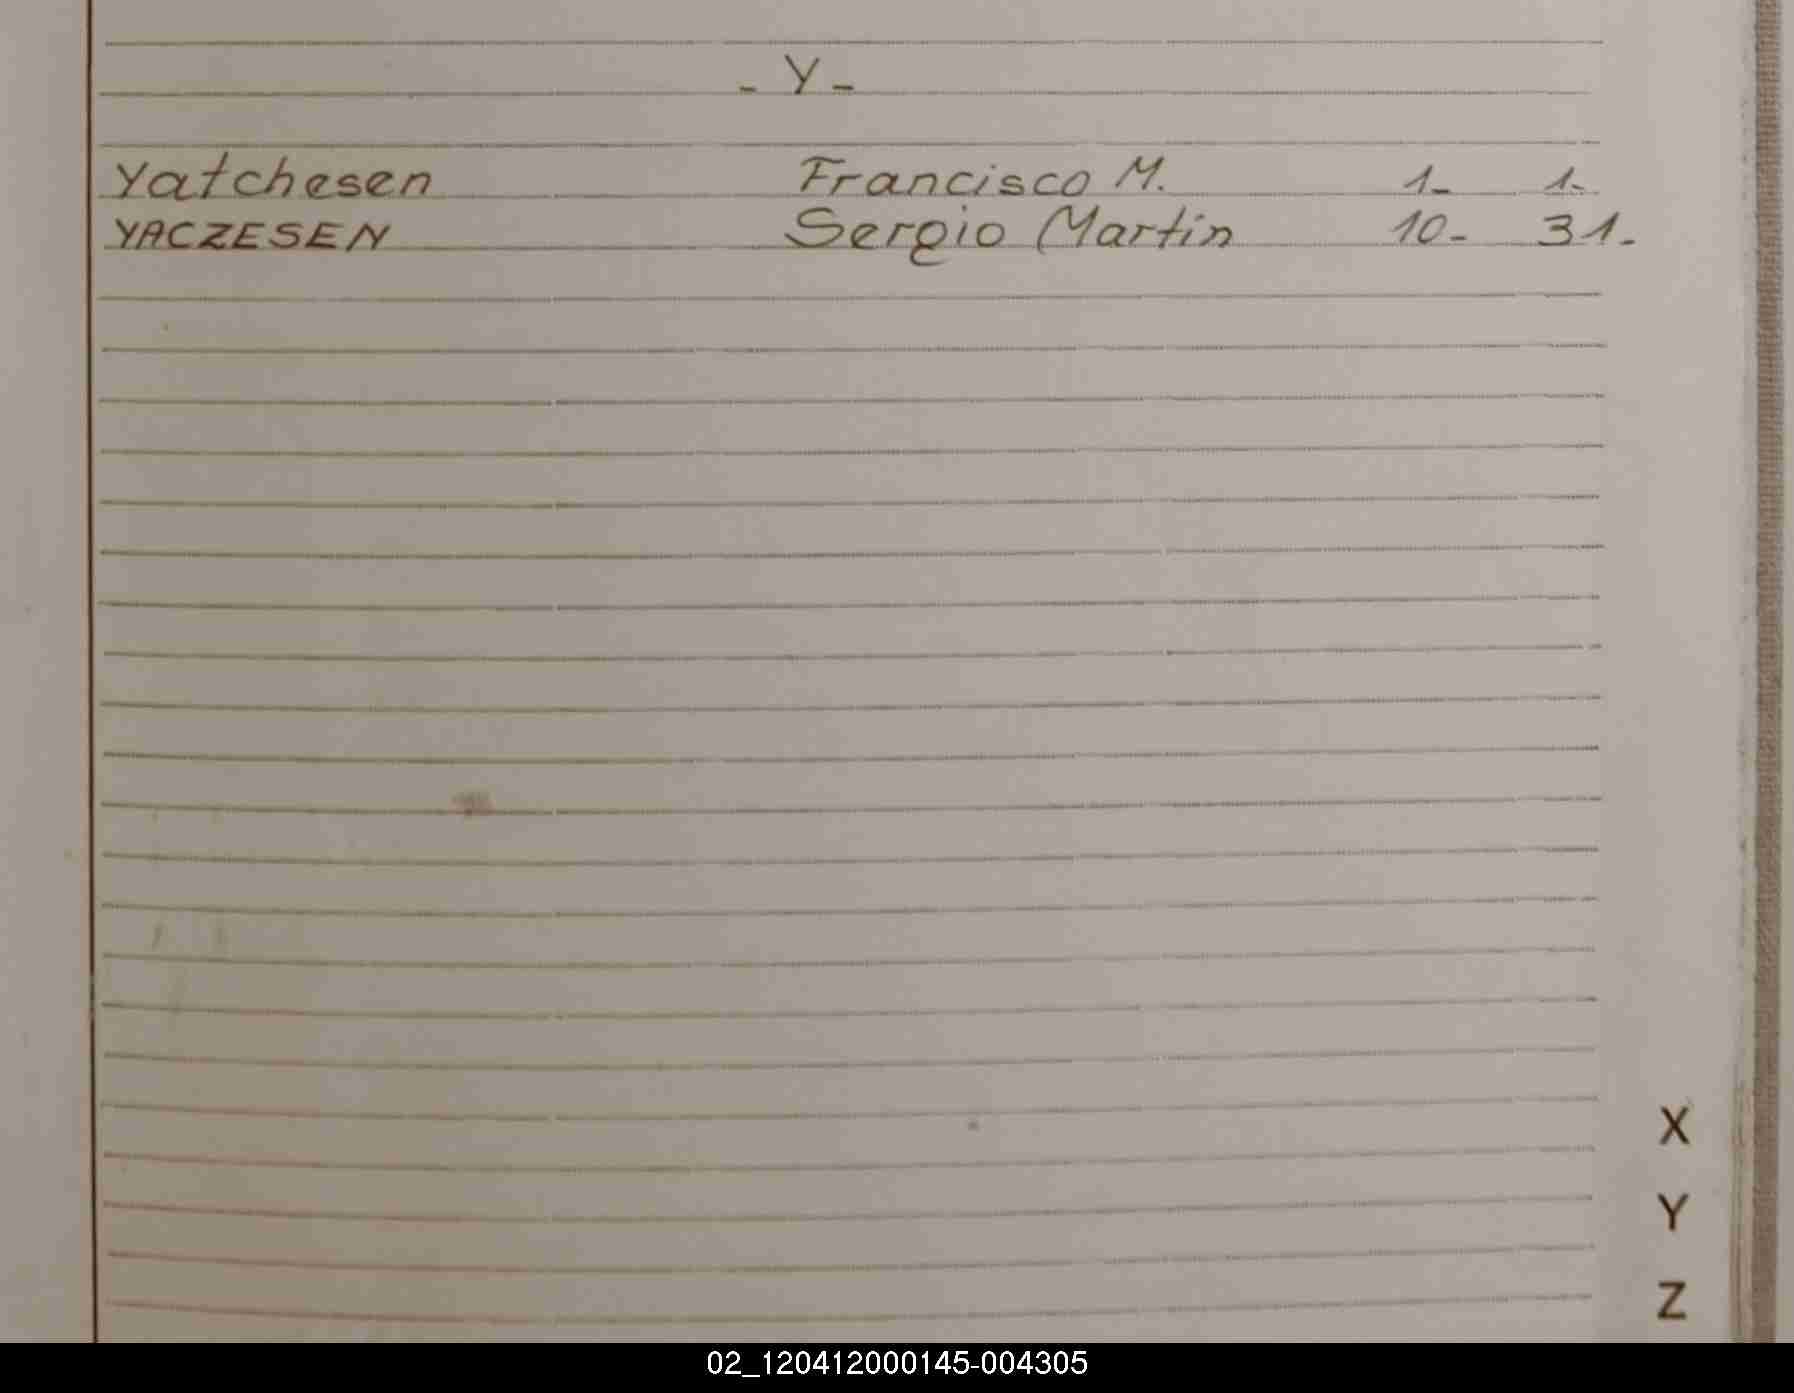 - Y -
Yatchesen Francisco M. 1- 1-
YACZESEN Sergio Martin 10- 31-
X
Y
Z
02_120412000145-004305